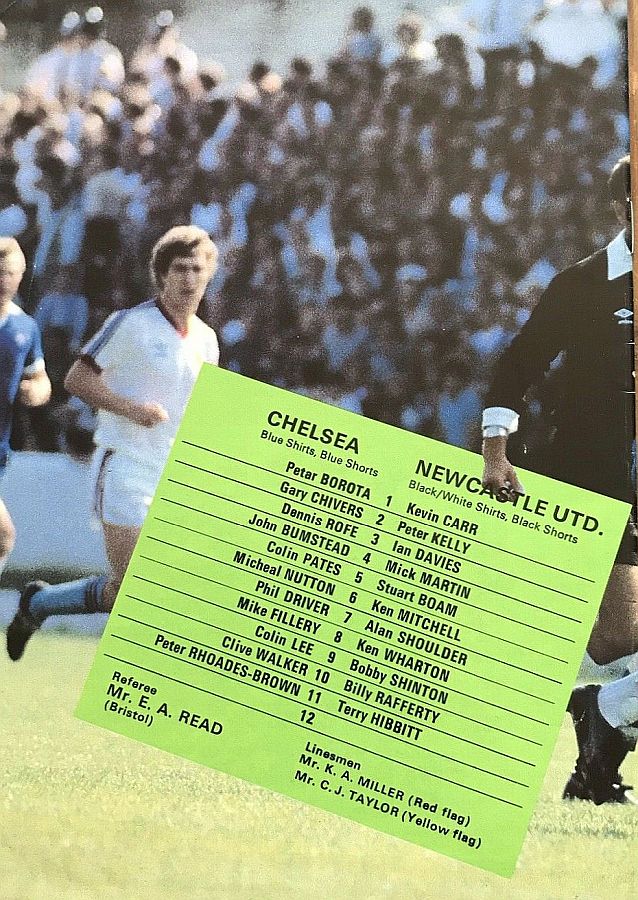 CHELSEA
Blue Shirts, Blue Shorts
NEWCASTLE UTD.
Black/White Shirts, Black Shorts
Peter BOROTA 1 Kevin CARR
Gary CHIVERS 2 Peter KELLY
Dennis ROFE 3 Ian DAVIES
John BUMSTEAD 4 Mick MARTIN
Colin PATES 5 Stuart BOAM
Micheal NUTTON 6 Ken MITCHELL
Phil DRIVER 7 Alan SHOULDER
Mike FILLERY 8 Ken WHARTON
Colin LEE 9 Bobby SHINTON
Clive WALKER 10 Billy RAFFERTY
Peter RHOADES-BROWN 11 Terry HIBBITT
12
Referee
Mr. E. A. READ
(Bristol)
Linesmen
Mr. K. A. MILLER (Red flag)
Mr. C. J. TAYLOR (Yellow flag)